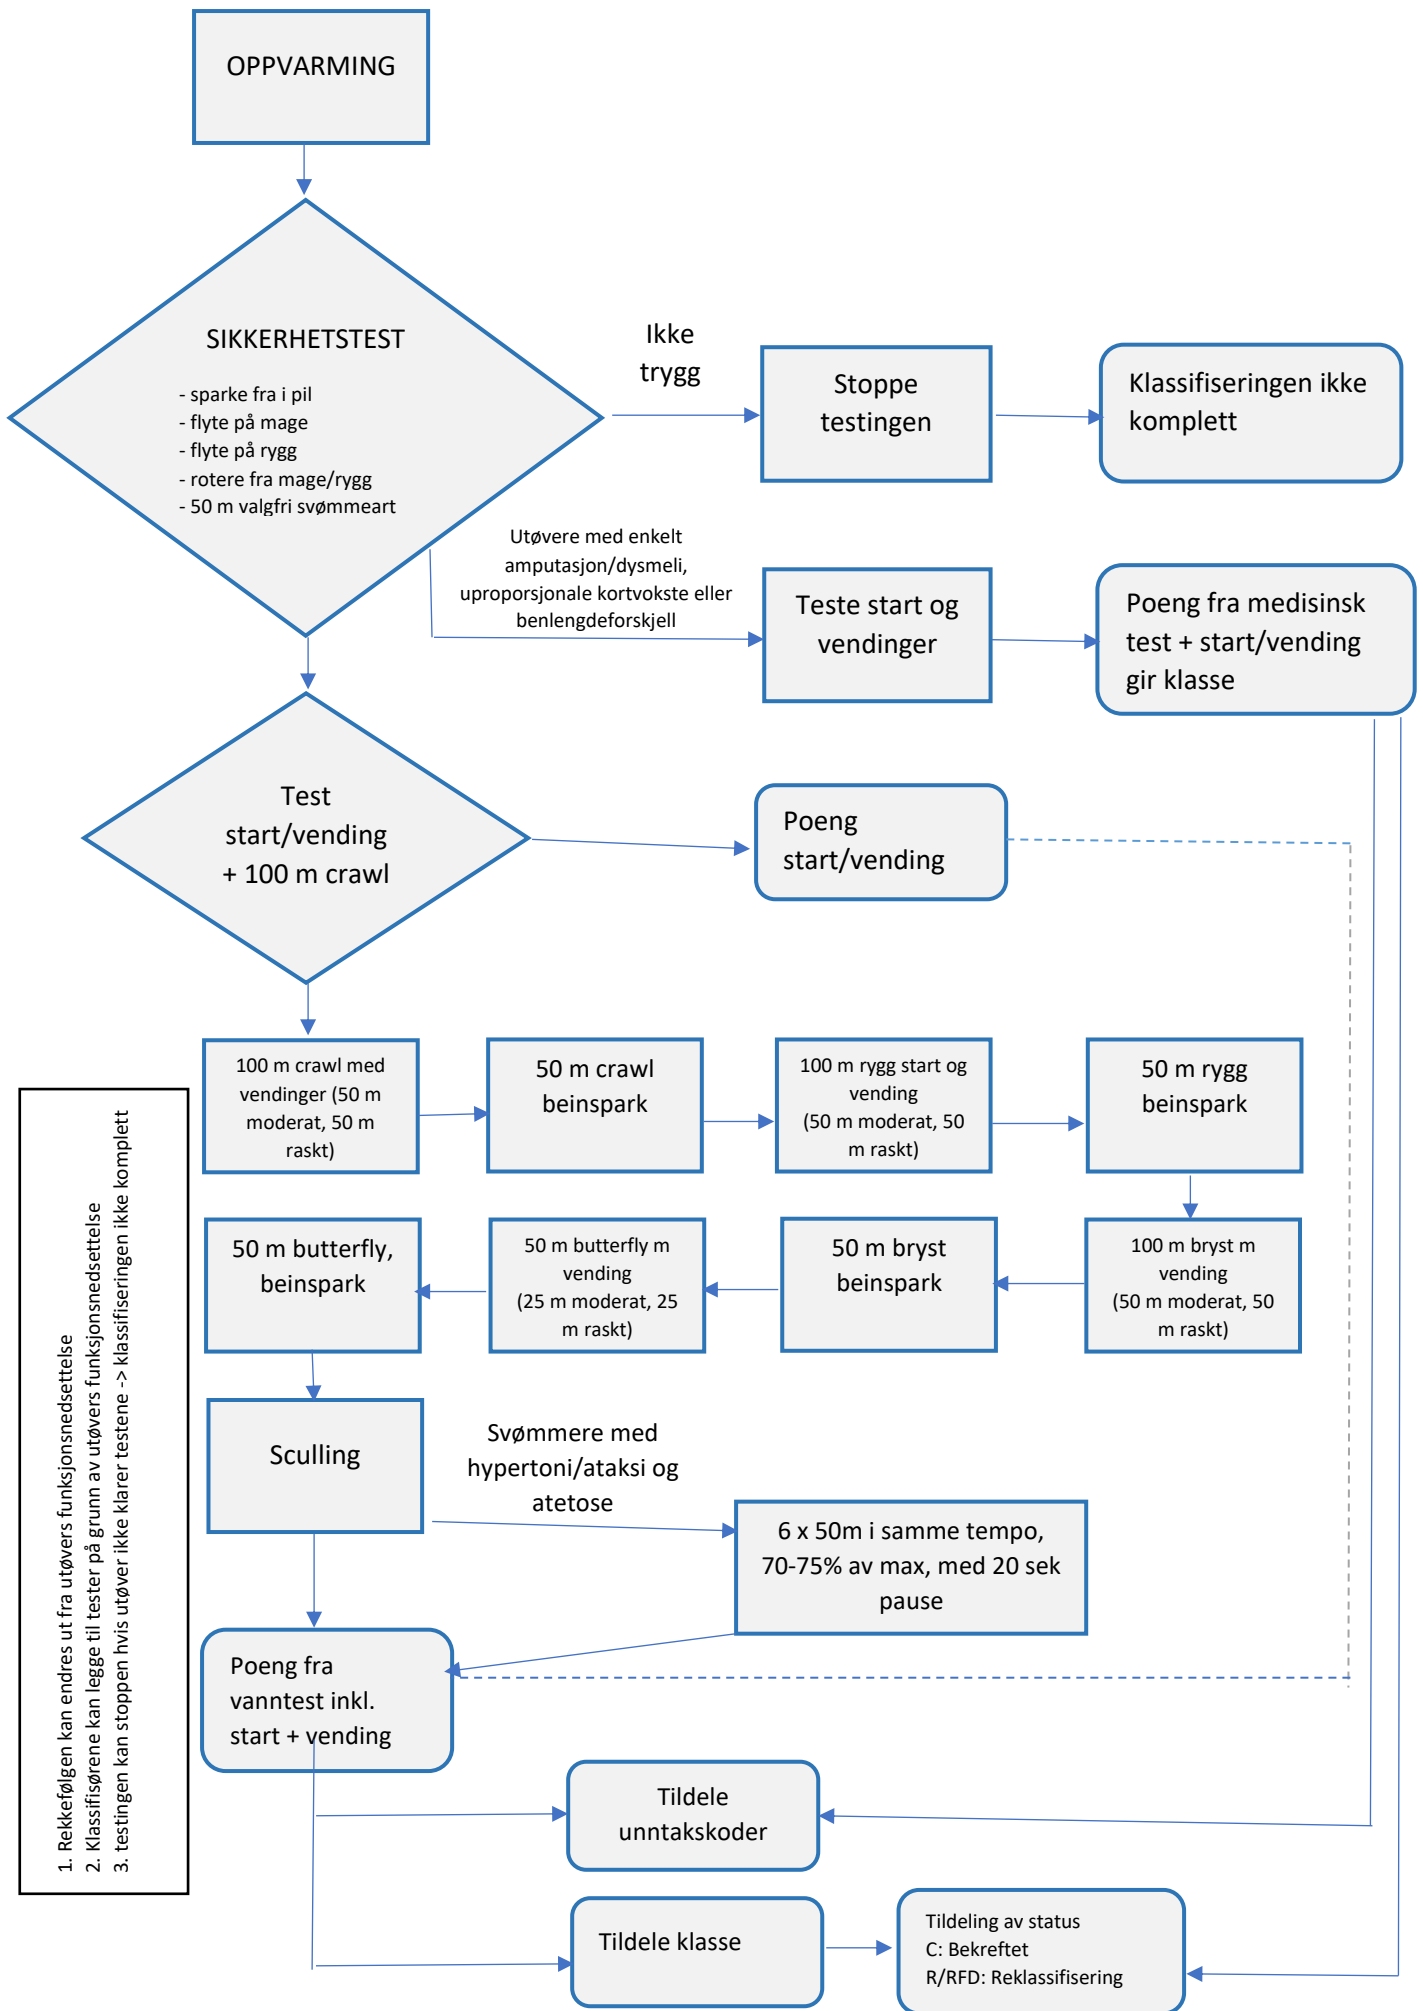 OPPVARMING
SIKKERHETSTEST
- sparke fra i pil
- flyte på mage
- flyte på rygg
- rotere fra mage/rygg
- 50 m valgfri svømmeart
Ikke
trygg
Stoppe
testingen
Klassifiseringen ikke
komplett
Utøvere med enkelt
amputasjon/dysmeli,
uproporsjonale kortvokste eller
benlengdeforskjell
Teste start og
vendinger
Poeng fra medisinsk
test + start/vending
gir klasse
Test
start/vending
+ 100 m crawl
Poeng
start/vending
100 m crawl med
vendinger (50 m
moderat, 50 m
raskt)
50 m crawl
beinspark
100 m rygg start og
vending
(50 m moderat, 50
m raskt)
50 m rygg
beinspark
50 m butterfly,
beinspark
50 m butterfly m
vending
(25 m moderat, 25
m raskt)
50 m bryst
beinspark
100 m bryst m
vending
(50 m moderat, 50
m raskt)
1. Rekkefølgen kan endres ut fra utøvers funksjonsnedsettelse
2. Klassifisørene kan legge til tester på grunn av utøvers funksjonsnedsettelse
3. testingen kan stoppen hvis utøver ikke klarer testene -> klassifiseringen ikke komplett
Sculling
Svømmere med
hypertoni/ataksi og
atetose
6 x 50m i samme tempo,
70-75% av max, med 20 sek
pause
Poeng fra
vanntest inkl.
start + vending
Tildele
unntakskoder
Tildele klasse
Tildeling av status
C: Bekreftet
R/RFD: Reklassifisering